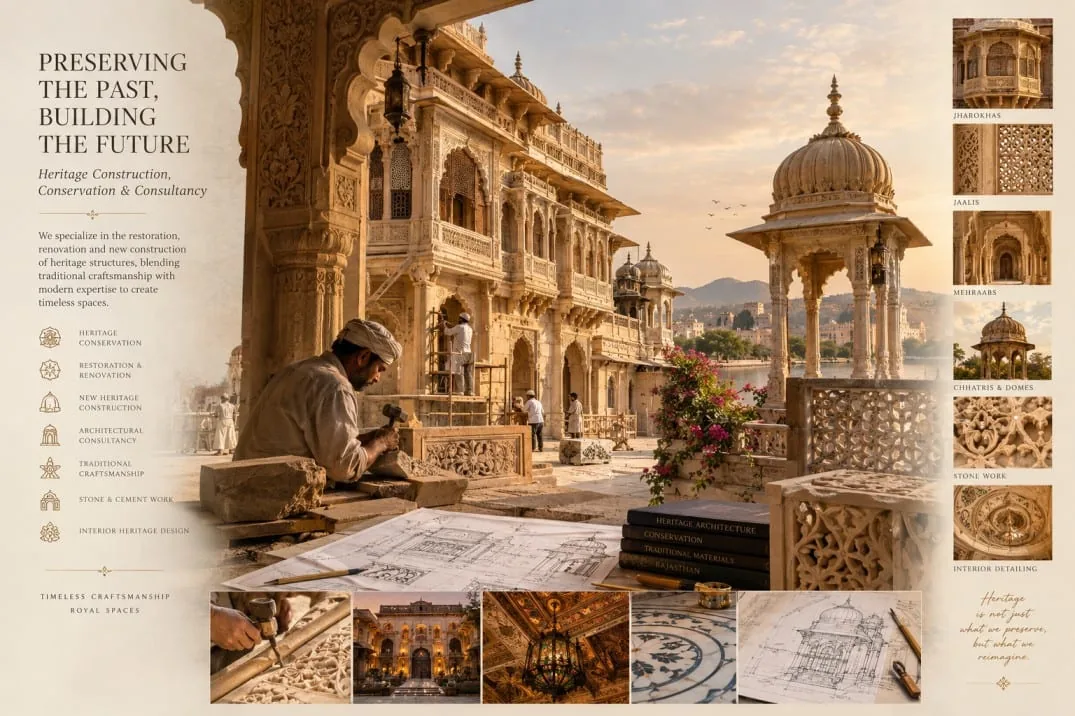 PRESERVING
THE PAST,
BUILDING
THE FUTURE
Heritage Construction,
Conservation & Consultancy
We specialize in the restoration,
renovation and new construction
of heritage structures, blending
traditional craftsmanship with
modern expertise to create
timeless spaces.
HERITAGE
CONSERVATION
RESTORATION &
RENOVATION
NEW HERITAGE
CONSTRUCTION
ARCHITECTURAL
CONSULTANCY
TRADITIONAL
CRAFTSMANSHIP
STONE & CEMENT WORK
INTERIOR HERITAGE DESIGN
TIMELESS CRAFTSMANSHIP
ROYAL SPACES
HERITAGE ARCHITECTURE
CONSERVATION
TRADITIONAL MATERIALS
RAJASTHAN
JHAROKHAS
JAALIS
MEHRAABS
CHHATRIS & DOMES
STONE WORK
INTERIOR DETAILING
Heritage
is not just
what we preserve,
but what we
reimagine.